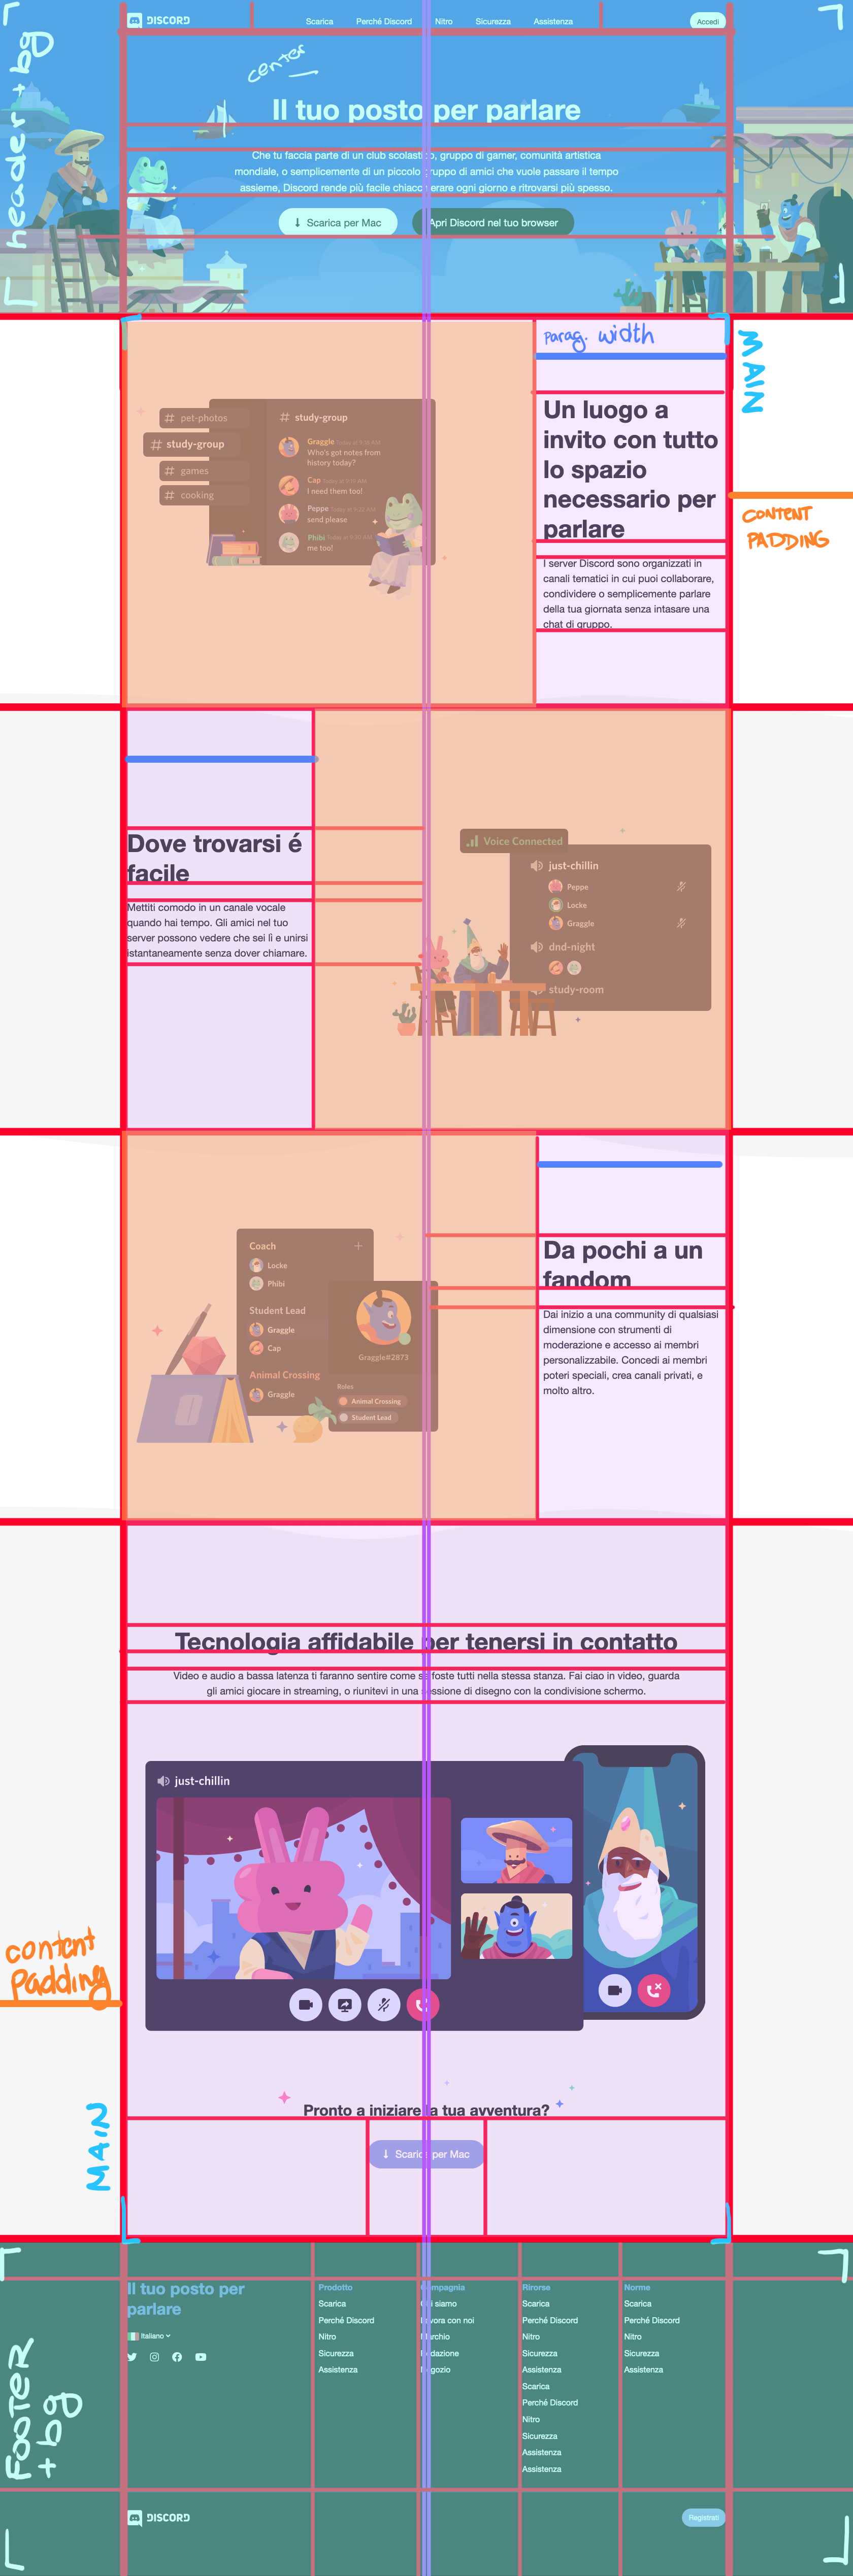 header + bg
DISCORD
Scarica Perché Discord Nitro Sicurezza Assistenza
Accedi
center
Il tuo posto per parlare
Che tu faccia parte di un club scolastico, gruppo di gamer, comunità artistica
mondiale, o semplicemente di un piccolo gruppo di amici che vuole passare il tempo
assieme, Discord rende più facile chiacchierare ogni giorno e ritrovarsi più spesso.
Scarica per Mac
Apri Discord nel tuo browser
Parag. width
MAIN
# pet-photos
# study-group
# games
# cooking
# study-group
Graggle Today at 9:18 AM
Who's got notes from
history today?
Cap Today at 9:18 AM
I need them too!
Peppe Today at 9:22 AM
send please
Phibi Today at 9:30 AM
me too!
Un luogo a
invito con tutto
lo spazio
necessario per
parlare
I server Discord sono organizzati in
canali tematici in cui puoi collaborare,
condividere o semplicemente parlare
della tua giornata senza intasare una
chat di gruppo.
CONTENT
PADDING
Dove trovarsi é
facile
Mettiti comodo in un canale vocale
quando hai tempo. Gli amici nel tuo
server possono vedere che sei lì e unirsi
istantaneamente senza dover chiamare.
Voice Connected
just-chillin
Peppe
Locke
Graggle
dnd-night
study-room
Coach
Locke
Phibi
Student Lead
Graggle
Cap
Animal Crossing
Graggle
Graggle#2873
Roles
Animal Crossing
Student Lead
Da pochi a un
fandom
Dai inizio a una community di qualsiasi
dimensione con strumenti di
moderazione e accesso ai membri
personalizzabile. Concedi ai membri
poteri speciali, crea canali privati, e
molto altro.
Tecnologia affidabile per tenersi in contatto
Video e audio a bassa latenza ti faranno sentire come se foste tutti nella stessa stanza. Fai ciao in video, guarda
gli amici giocare in streaming, o riunitevi in una sessione di disegno con la condivisione schermo.
just-chillin
content
Padding
MAIN
Pronto a iniziare la tua avventura?
Scarica per Mac
FOOTER
+ bg
Il tuo posto per
parlare
Italiano
Prodotto
Scarica
Perché Discord
Nitro
Sicurezza
Assistenza
Compagnia
Chi siamo
Lavora con noi
Marchio
Redazione
Negozio
Rirorse
Scarica
Perché Discord
Nitro
Sicurezza
Assistenza
Scarica
Perché Discord
Nitro
Sicurezza
Assistenza
Assistenza
Norme
Scarica
Perché Discord
Nitro
Sicurezza
Assistenza
DISCORD
Registrati